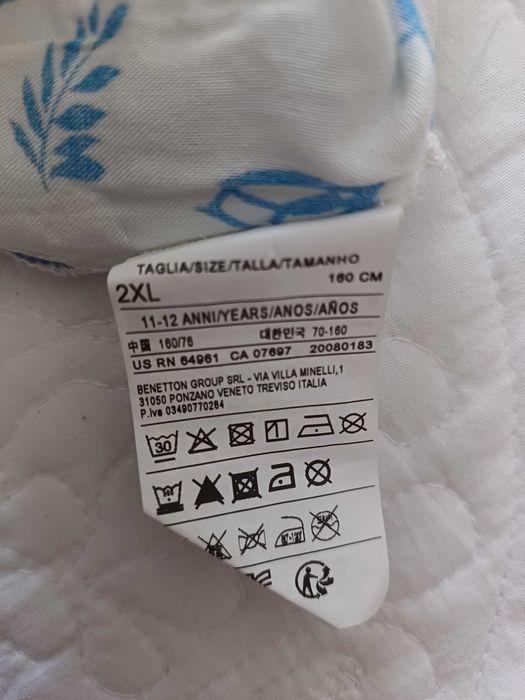 TAGLIA/SIZE/TALLA/TAMANHO
2XL 160 CM
11-12 ANNI/YEARS/ANOS/AÑOS
中国 160/76 대한민국 70-160
US RN 64961 CA 07697 20080183
BENETTON GROUP SRL - VIA VILLA MINELLI,1
31050 PONZANO VENETO TREVISO ITALIA
P.Iva 03490770264
30